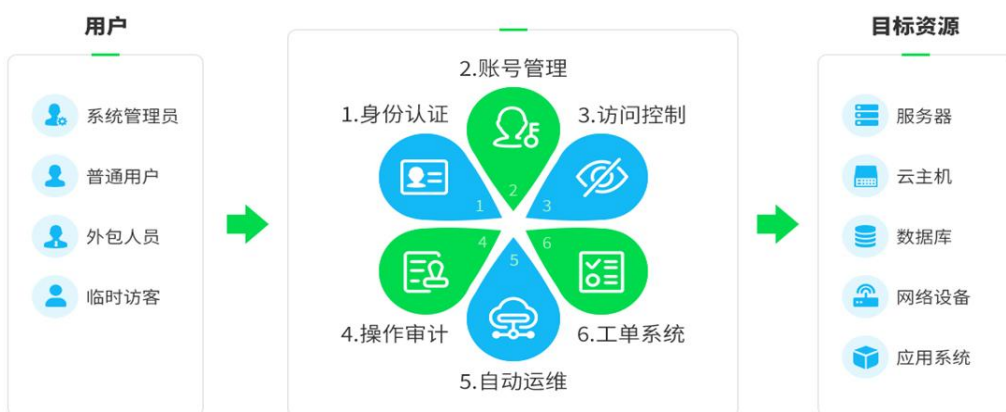 用户
系统管理员
普通用户
外包人员
临时访客
2.账号管理
1.身份认证
3.访问控制
2
1
3
4
6
5
4.操作审计
6.工单系统
5.自动运维
目标资源
服务器
云主机
数据库
网络设备
应用系统